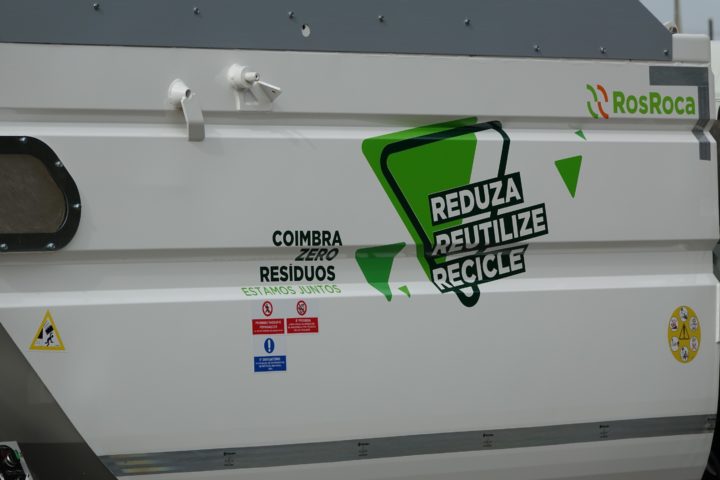 RosRoca
REDUZA
REUTILIZE
RECICLE
COIMBRA
ZERO
RESÍDUOS
ESTAMOS JUNTOS